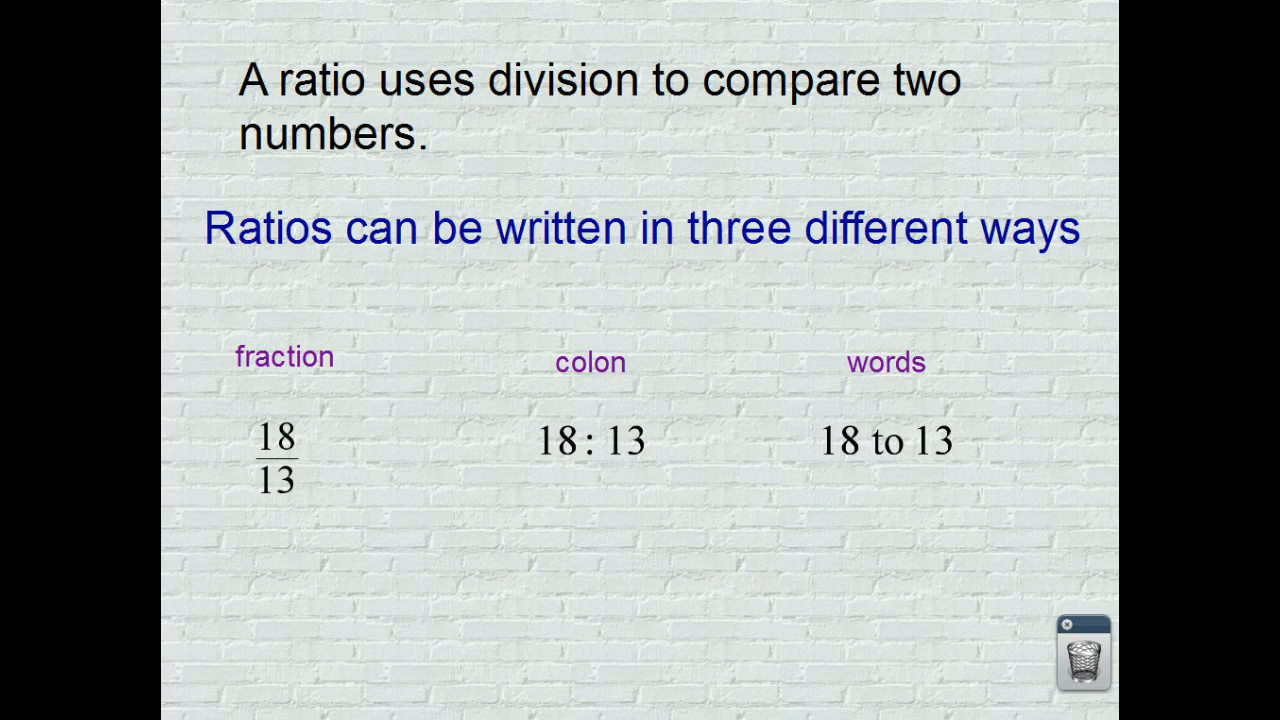 A ratio uses division to compare two
numbers.
Ratios can be written in three different ways
fraction colon words
18/13 18 : 13 18 to 13